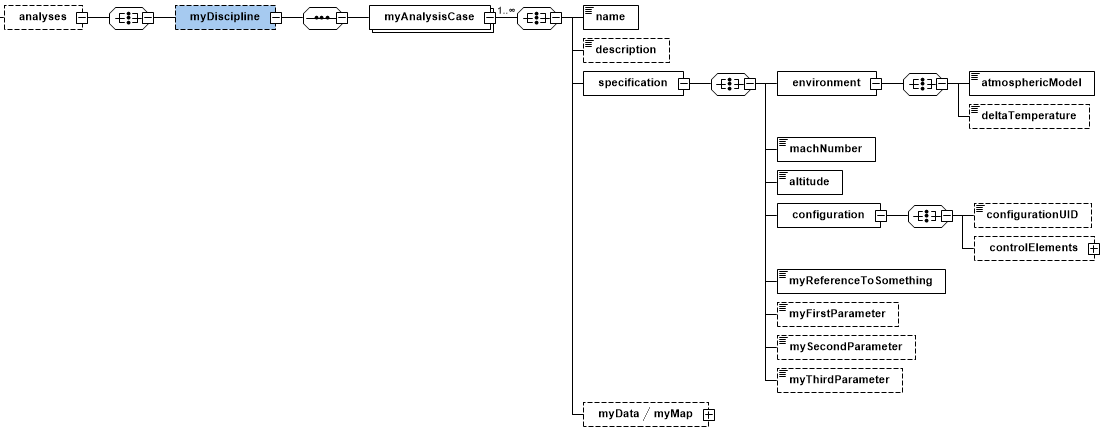 analyses
myDiscipline
myAnalysisCase
1..∞
name
description
specification
environment
atmosphericModel
deltaTemperature
machNumber
altitude
configuration
configurationUID
controlElements
myReferenceToSomething
myFirstParameter
mySecondParameter
myThirdParameter
myData / myMap